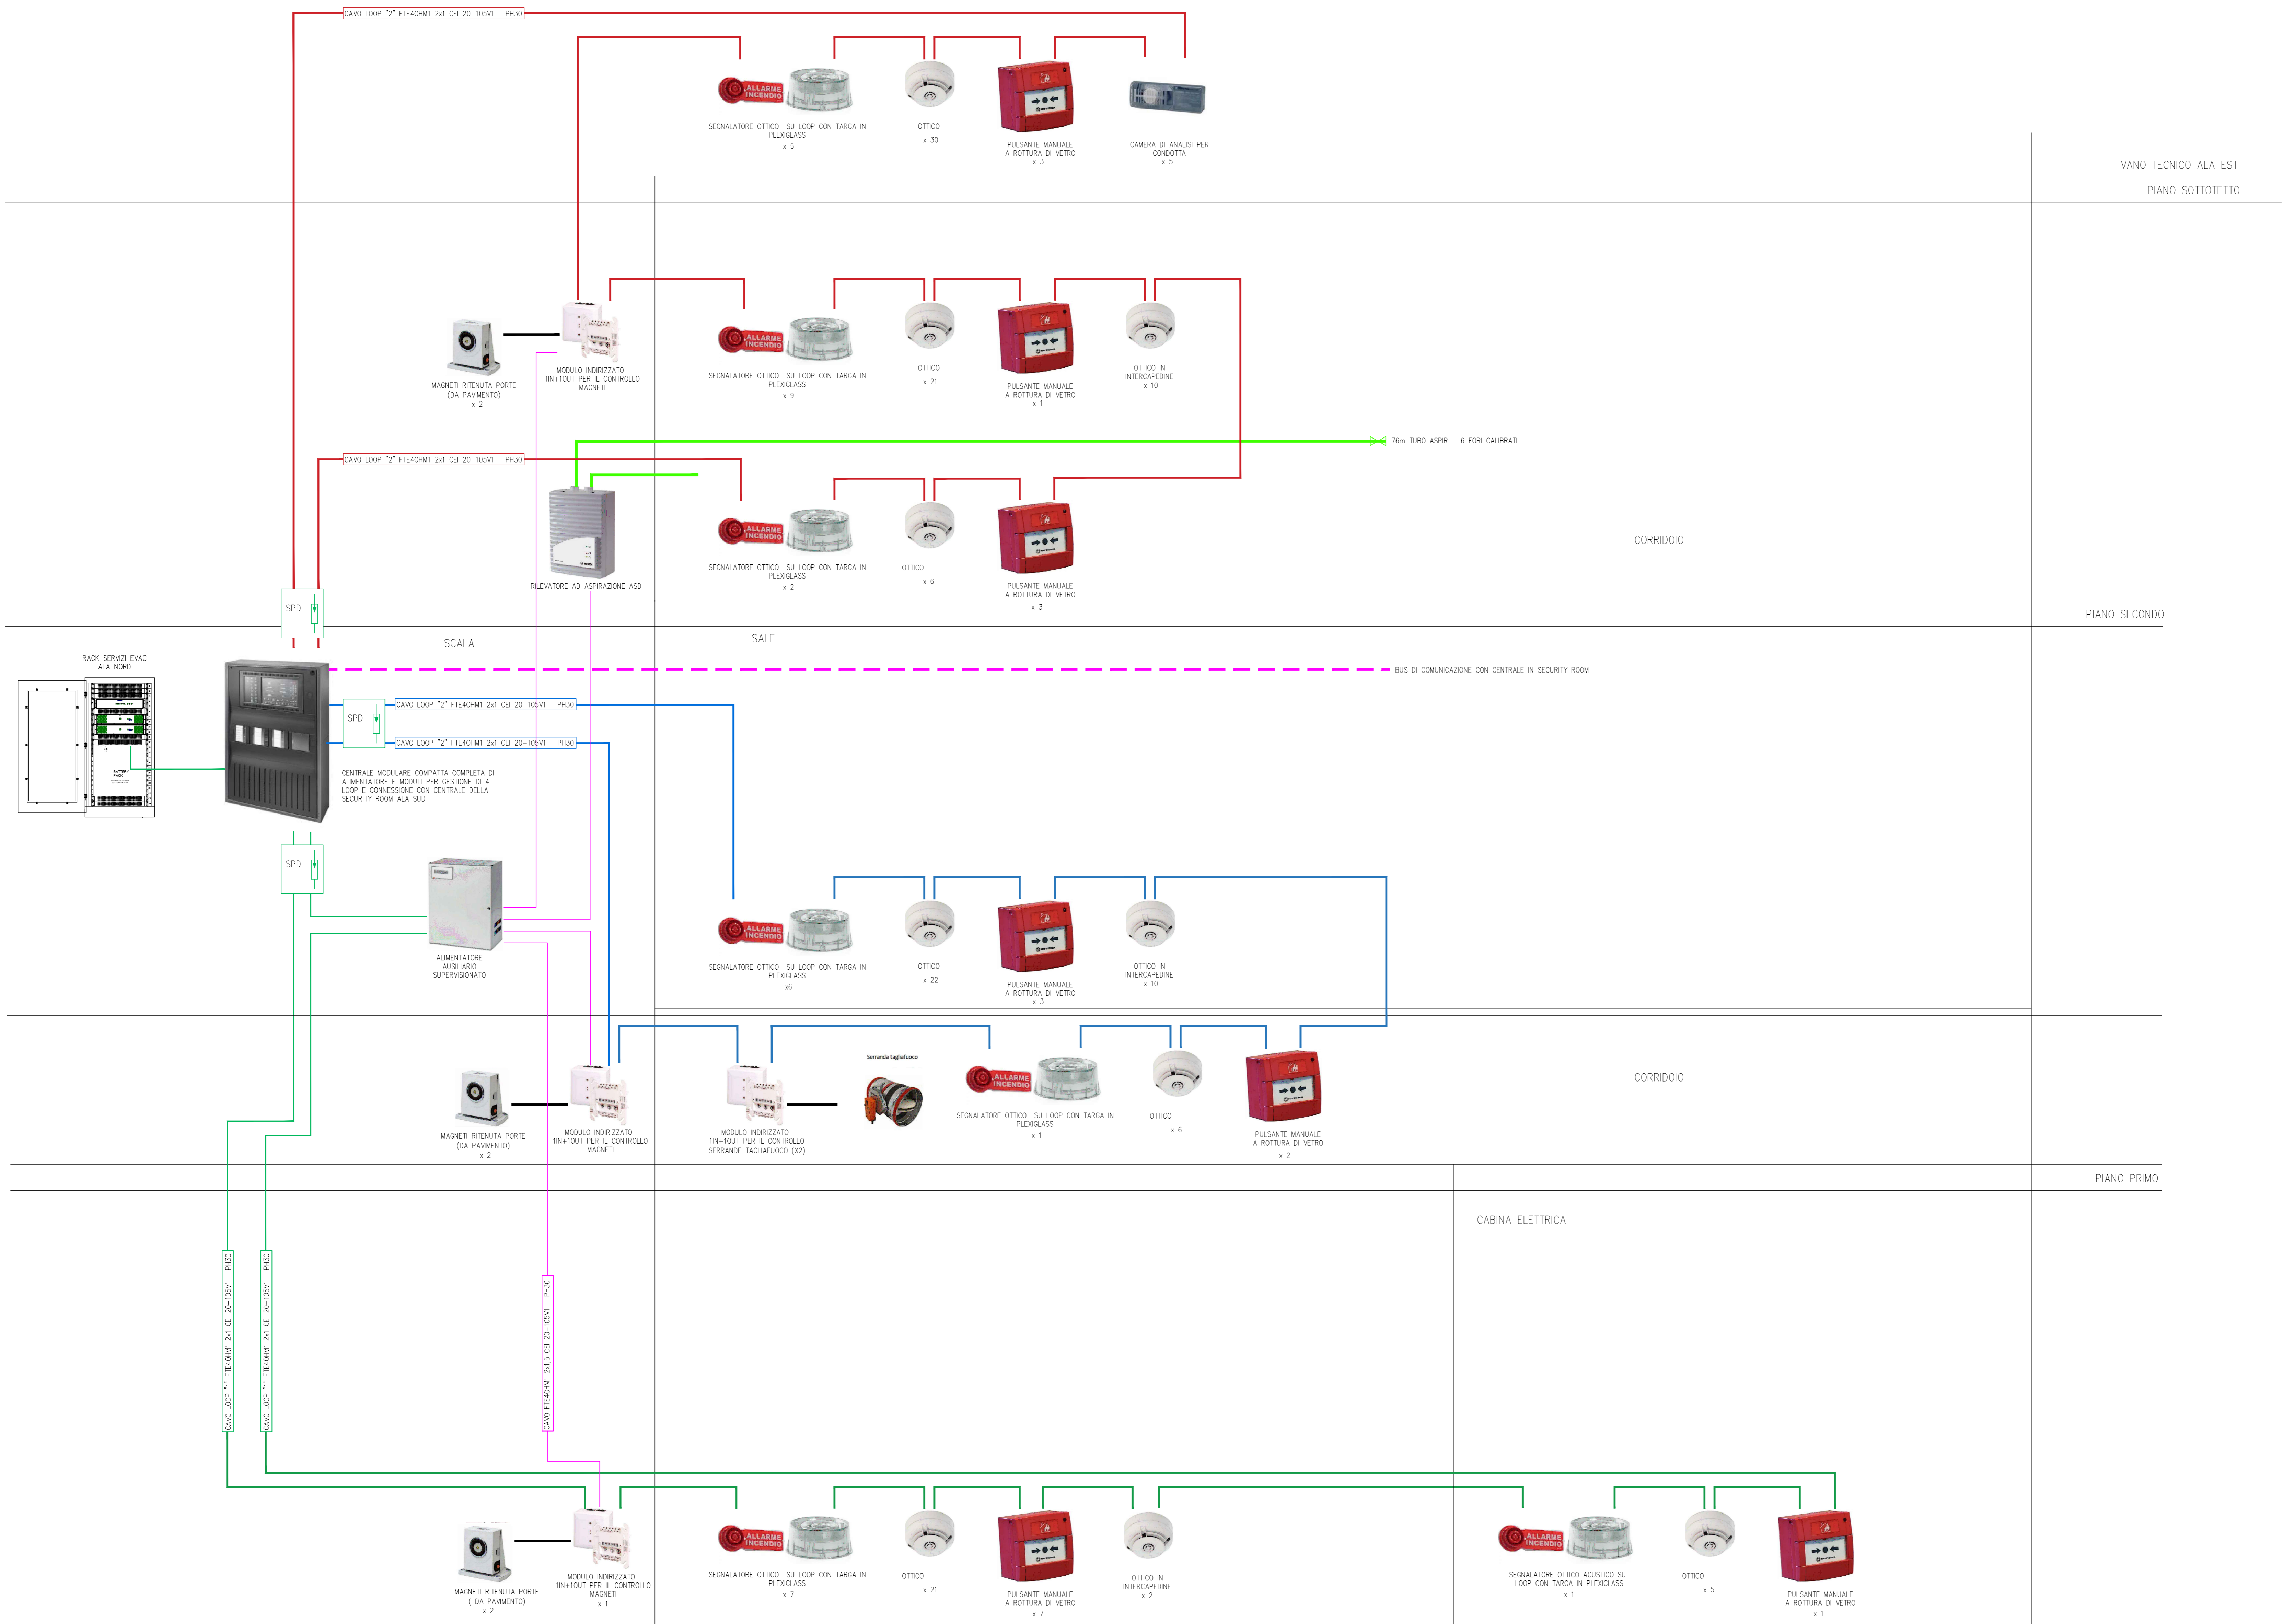 CAVO LOOP "2" FTE4OHM1 2x1 CEI 20-105V1 PH30
ALLARME
INCENDIO
SEGNALATORE OTTICO SU LOOP CON TARGA IN
PLEXIGLASS
x 5
OTTICO
x 30
PULSANTE MANUALE
A ROTTURA DI VETRO
x 3
CAMERA DI ANALISI PER
CONDOTTA
x 5
VANO TECNICO ALA EST
PIANO SOTTOTETTO
MAGNETI RITENUTA PORTE
(DA PAVIMENTO)
x 2
MODULO INDIRIZZATO
1IN+1OUT PER IL CONTROLLO
MAGNETI
ALLARME
INCENDIO
SEGNALATORE OTTICO SU LOOP CON TARGA IN
PLEXIGLASS
x 9
OTTICO
x 21
PULSANTE MANUALE
A ROTTURA DI VETRO
x 1
OTTICO IN
INTERCAPEDINE
x 10
76m TUBO ASPIR - 6 FORI CALIBRATI
CAVO LOOP "2" FTE4OHM1 2x1 CEI 20-105V1 PH30
RILEVATORE AD ASPIRAZIONE ASD
ALLARME
INCENDIO
SEGNALATORE OTTICO SU LOOP CON TARGA IN
PLEXIGLASS
x 2
OTTICO
x 6
PULSANTE MANUALE
A ROTTURA DI VETRO
x 3
CORRIDOIO
SPD
PIANO SECONDO
SCALA
SALE
RACK SERVIZI EVAC
ALA NORD
BATTERY
PACK
BUS DI COMUNICAZIONE CON CENTRALE IN SECURITY ROOM
SPD
CAVO LOOP "2" FTE4OHM1 2x1 CEI 20-105V1 PH30
CAVO LOOP "2" FTE4OHM1 2x1 CEI 20-105V1 PH30
CENTRALE MODULARE COMPATTA COMPLETA DI
ALIMENTATORE E MODULI PER GESTIONE DI 4
LOOP E CONNESSIONE CON CENTRALE DELLA
SECURITY ROOM ALA SUD
SPD
ALIMENTATORE
AUSILIARIO
SUPERVISIONATO
ALLARME
INCENDIO
SEGNALATORE OTTICO SU LOOP CON TARGA IN
PLEXIGLASS
x6
OTTICO
x 22
PULSANTE MANUALE
A ROTTURA DI VETRO
x 3
OTTICO IN
INTERCAPEDINE
x 10
MAGNETI RITENUTA PORTE
(DA PAVIMENTO)
x 2
MODULO INDIRIZZATO
1IN+1OUT PER IL CONTROLLO
MAGNETI
MODULO INDIRIZZATO
1IN+1OUT PER IL CONTROLLO
SERRANDE TAGLIAFUOCO (X2)
Serranda tagliafuoco
ALLARME
INCENDIO
SEGNALATORE OTTICO SU LOOP CON TARGA IN
PLEXIGLASS
x 1
OTTICO
x 6
PULSANTE MANUALE
A ROTTURA DI VETRO
x 2
CORRIDOIO
PIANO PRIMO
CABINA ELETTRICA
CAVO LOOP "1" FTE4OHM1 2x1 CEI 20-105V1 PH30
CAVO LOOP "1" FTE4OHM1 2x1 CEI 20-105V1 PH30
CAVO FTE4OHM1 2x1,5 CEI 20-105V1 PH30
MAGNETI RITENUTA PORTE
( DA PAVIMENTO)
x 2
MODULO INDIRIZZATO
1IN+1OUT PER IL CONTROLLO
MAGNETI
x 1
ALLARME
INCENDIO
SEGNALATORE OTTICO SU LOOP CON TARGA IN
PLEXIGLASS
x 7
OTTICO
x 21
PULSANTE MANUALE
A ROTTURA DI VETRO
x 7
OTTICO IN
INTERCAPEDINE
x 2
ALLARME
INCENDIO
SEGNALATORE OTTICO ACUSTICO SU
LOOP CON TARGA IN PLEXIGLASS
x 1
OTTICO
x 5
PULSANTE MANUALE
A ROTTURA DI VETRO
x 1